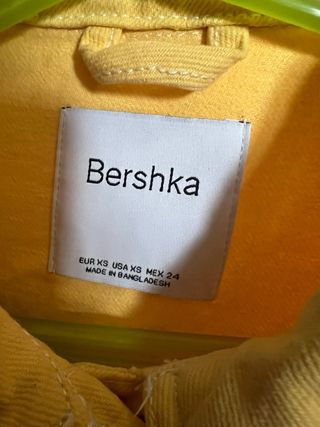 Bershka
EUR XS USA XS MEX 24
MADE IN BANGLADESH